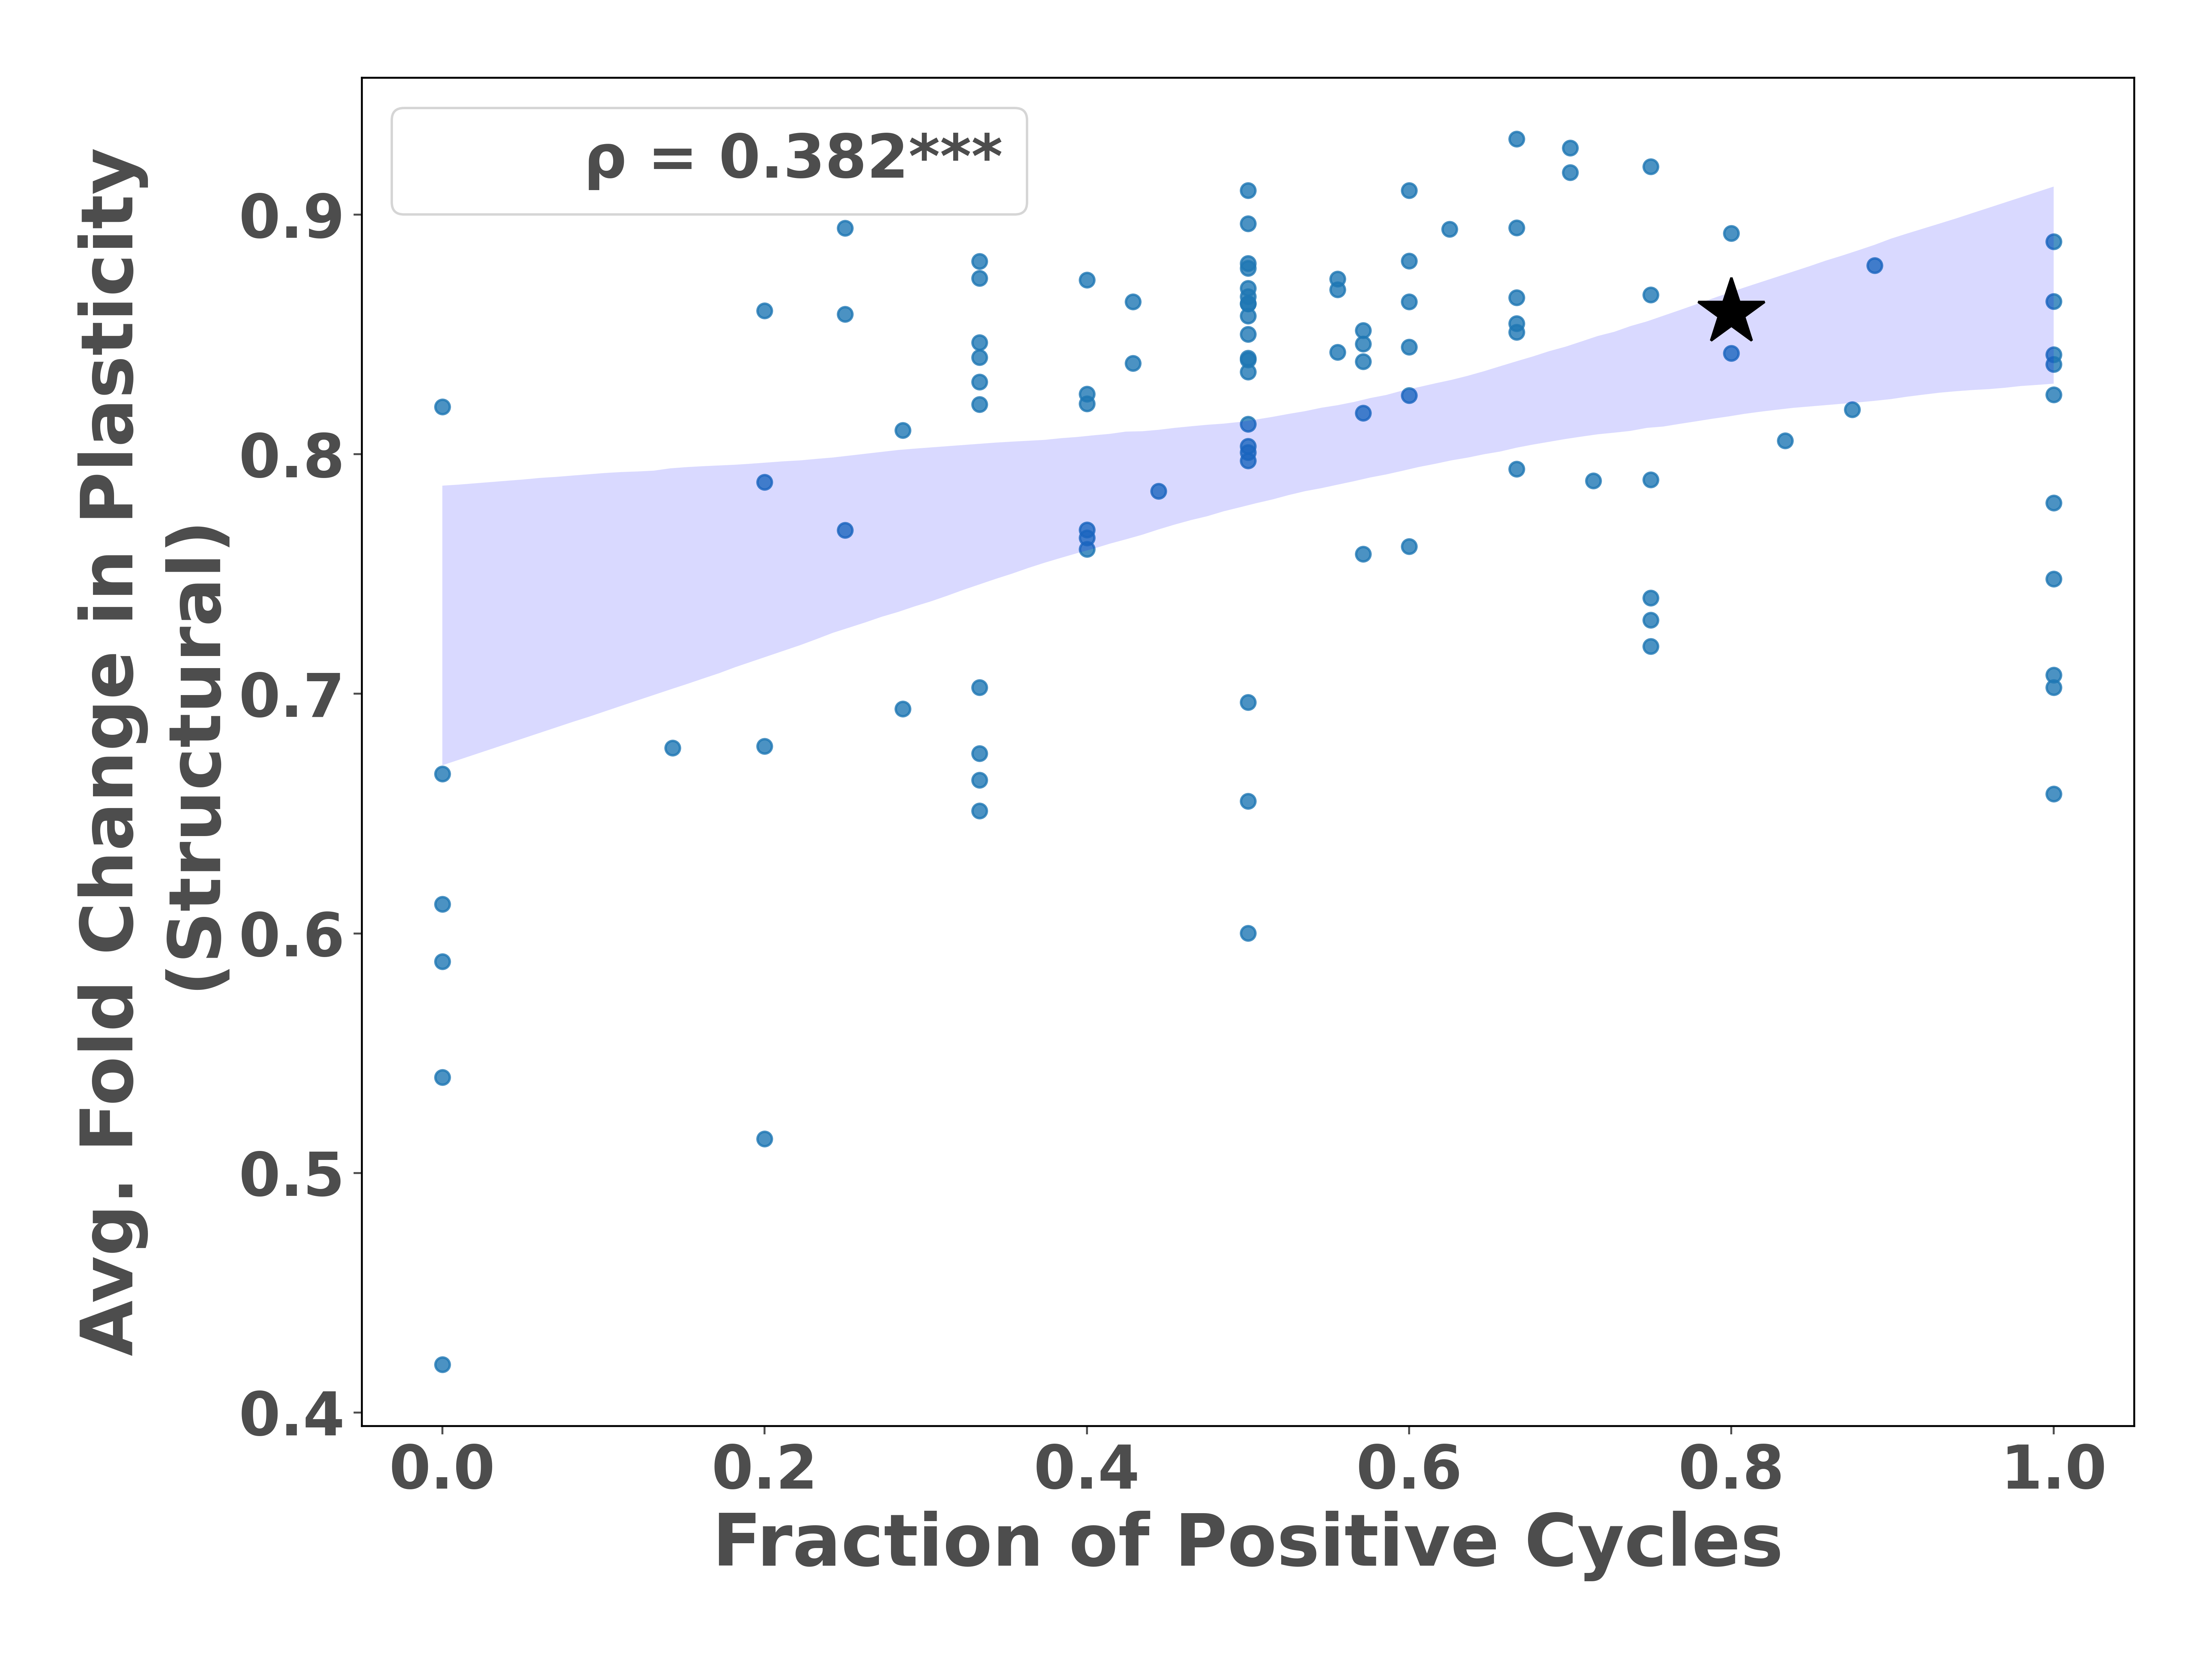 ρ = 0.382***
Avg. Fold Change in Plasticity
(Structural)
0.9
0.8
0.7
0.6
0.5
0.4
0.0 0.2 0.4 0.6 0.8 1.0
Fraction of Positive Cycles